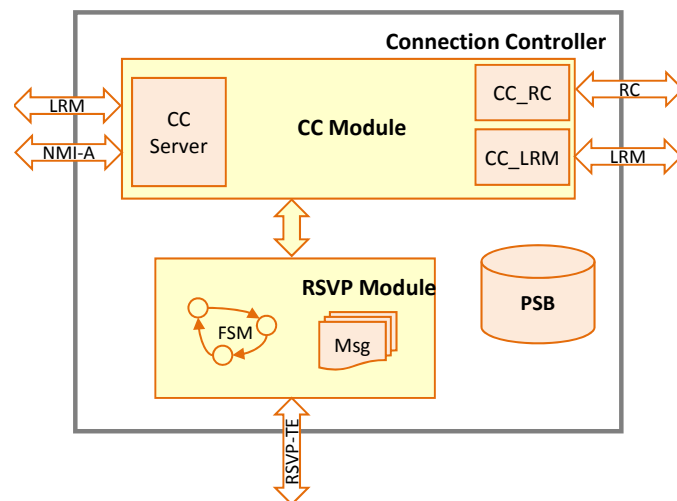 Connection Controller
LRM
NMI-A
CC
Server
CC Module
CC_RC
CC_LRM
RC
LRM
RSVP Module
FSM
Msg
PSB
RSVP-TE